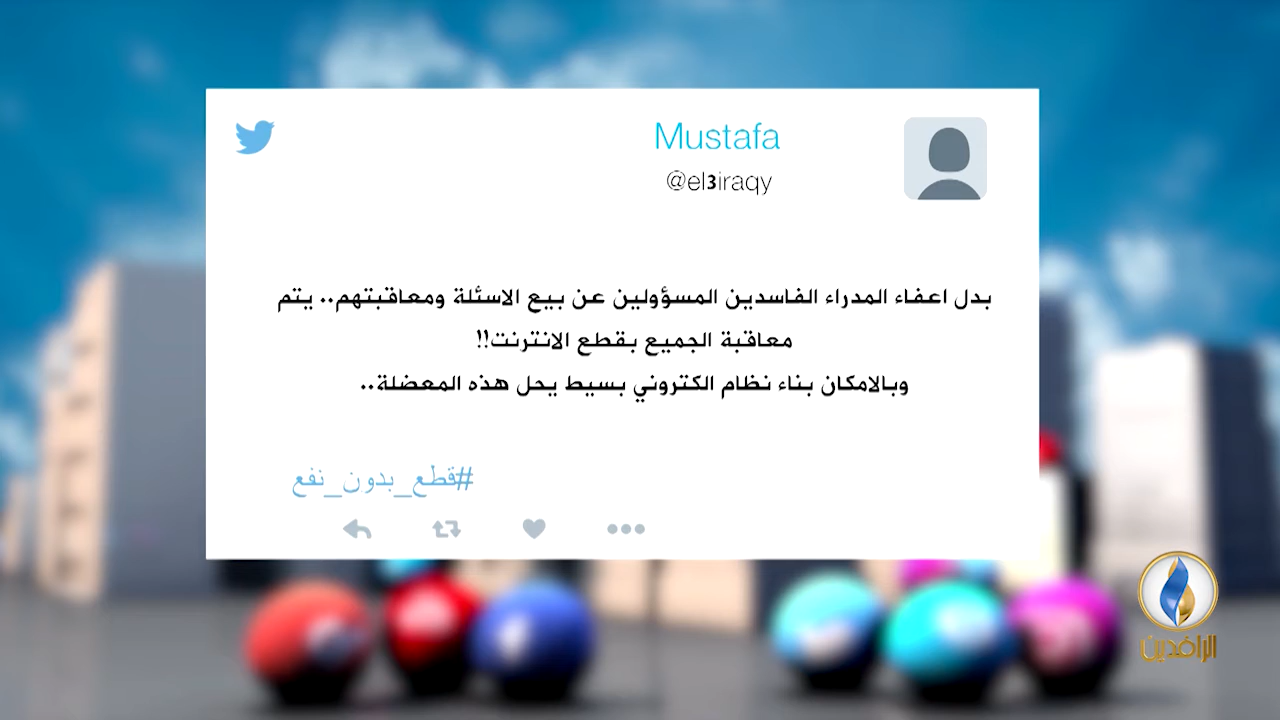 Mustafa
@el3iraqy
بدل اعفاء المدراء الفاسدين المسؤولين عن بيع الاسئلة ومعاقبتهم.. يتم
معاقبة الجميع بقطع الانترنت!!
وبالامكان بناء نظام الكتروني بسيط يحل هذه المعضلة..
#قطع_بدون_نفع
الرافدين